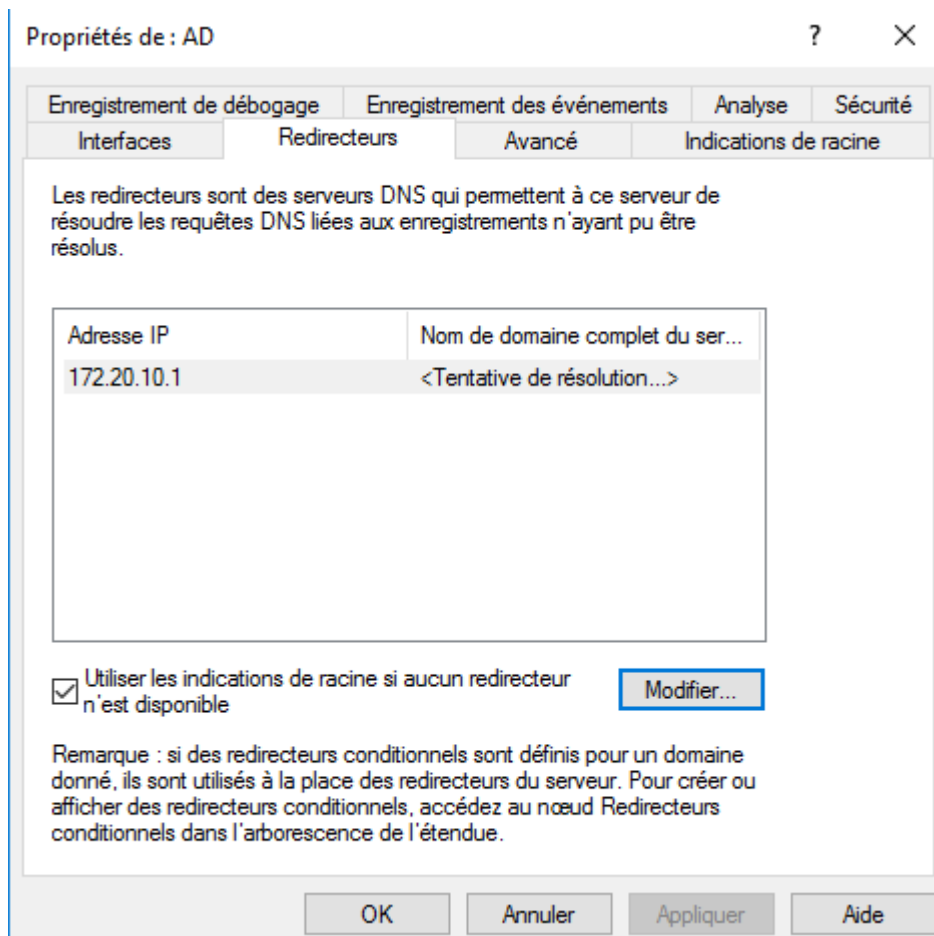 Propriétés de : AD
?
Enregistrement de débogage
Enregistrement des événements
Analyse
Sécurité
Interfaces
Redirecteurs
Avancé
Indications de racine
Les redirecteurs sont des serveurs DNS qui permettent à ce serveur de
résoudre les requêtes DNS liées aux enregistrements n'ayant pu être
résolus.
Adresse IP
Nom de domaine complet du ser...
172.20.10.1
<Tentative de résolution...>
Utiliser les indications de racine si aucun redirecteur
n'est disponible
Modifier...
Remarque : si des redirecteurs conditionnels sont définis pour un domaine
donné, ils sont utilisés à la place des redirecteurs du serveur. Pour créer ou
afficher des redirecteurs conditionnels, accédez au nœud Redirecteurs
conditionnels dans l'arborescence de l'étendue.
OK
Annuler
Appliquer
Aide